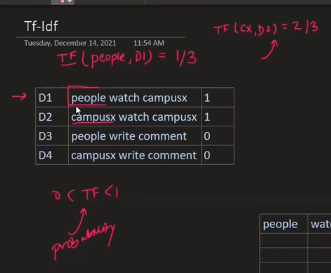 Tf-Idf
Tuesday, December 14, 2021 11:54 AM
TF(CX, D2) = 2/3
TF(people, D1) = 1/3
→ D1 people watch campusx 1
D2 campusx watch campusx 1
D3 people write comment 0
D4 campusx write comment 0
0 < TF < 1
probability
people wat